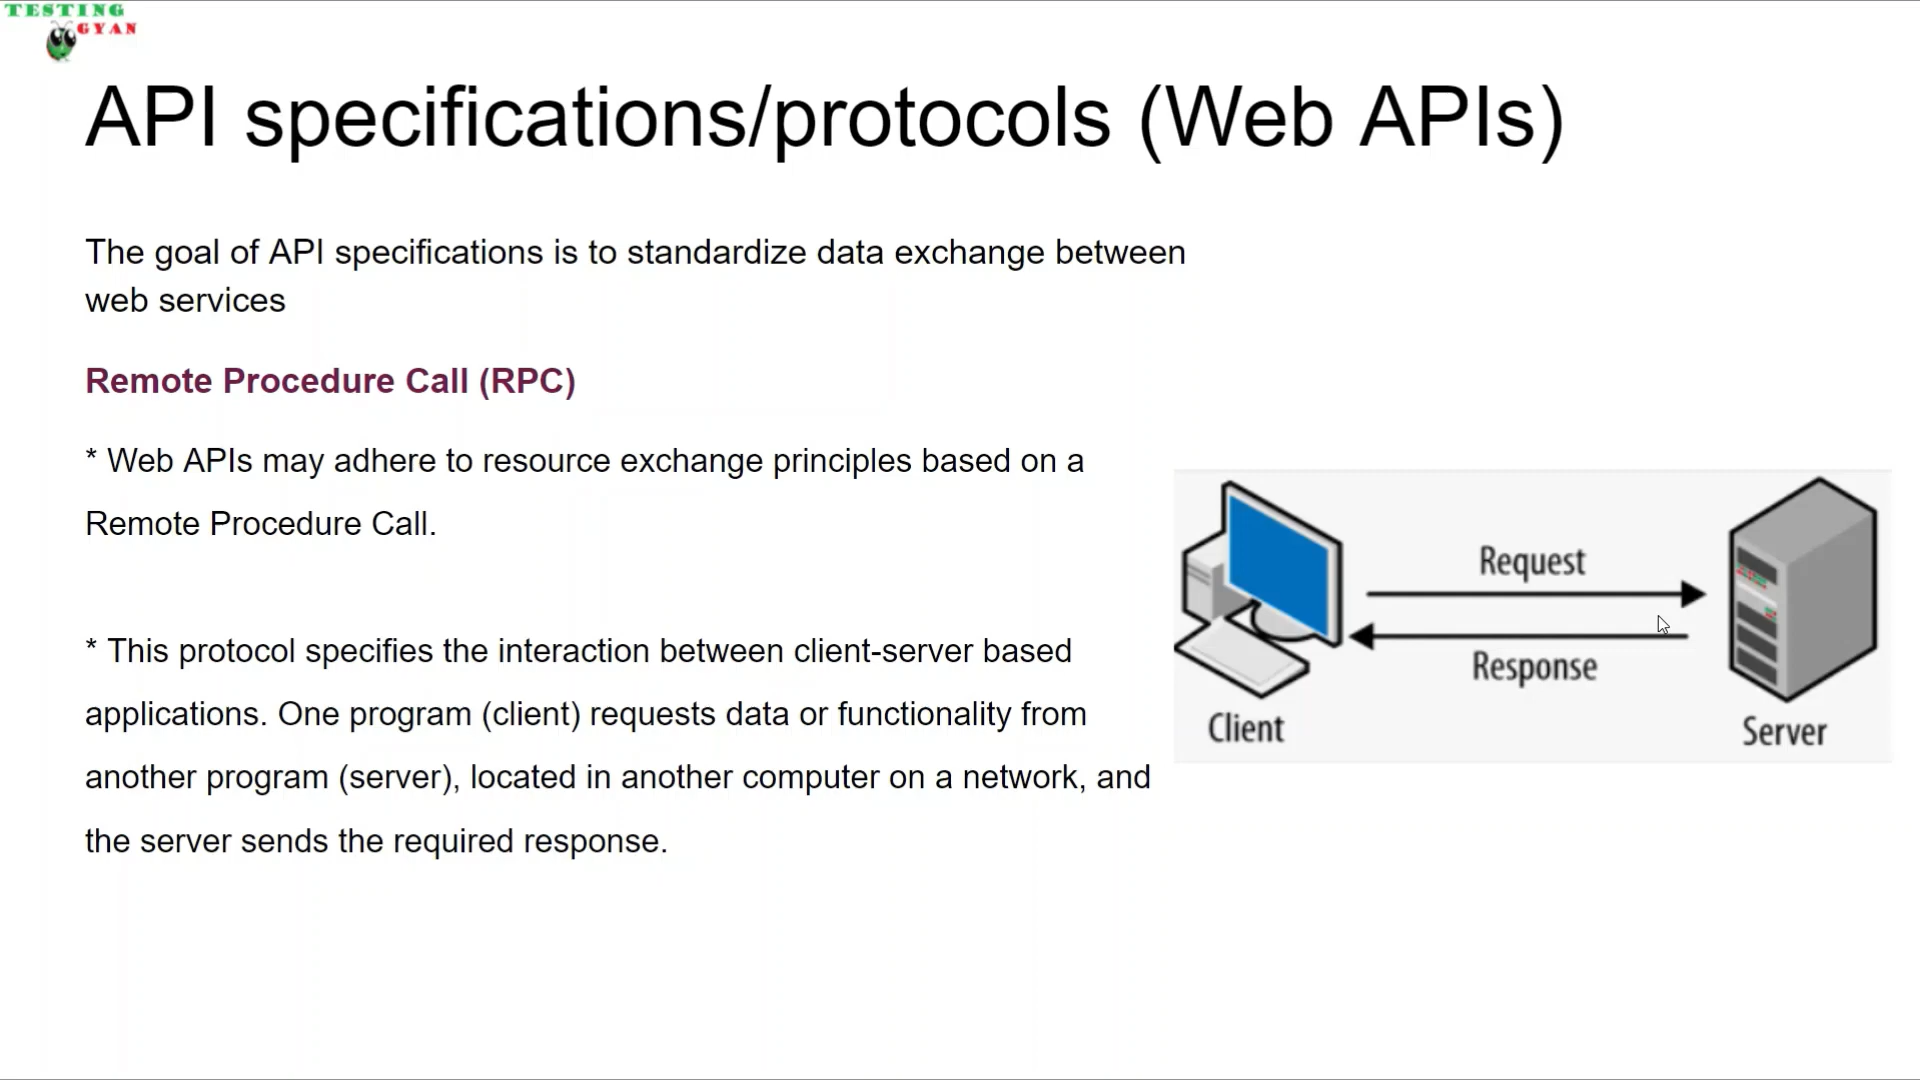 TESTING
GYAN
API specifications/protocols (Web APIs)
The goal of API specifications is to standardize data exchange between
web services
Remote Procedure Call (RPC)
* Web APIs may adhere to resource exchange principles based on a
Remote Procedure Call.
* This protocol specifies the interaction between client-server based
applications. One program (client) requests data or functionality from
another program (server), located in another computer on a network, and
the server sends the required response.
Request
Response
Client
Server